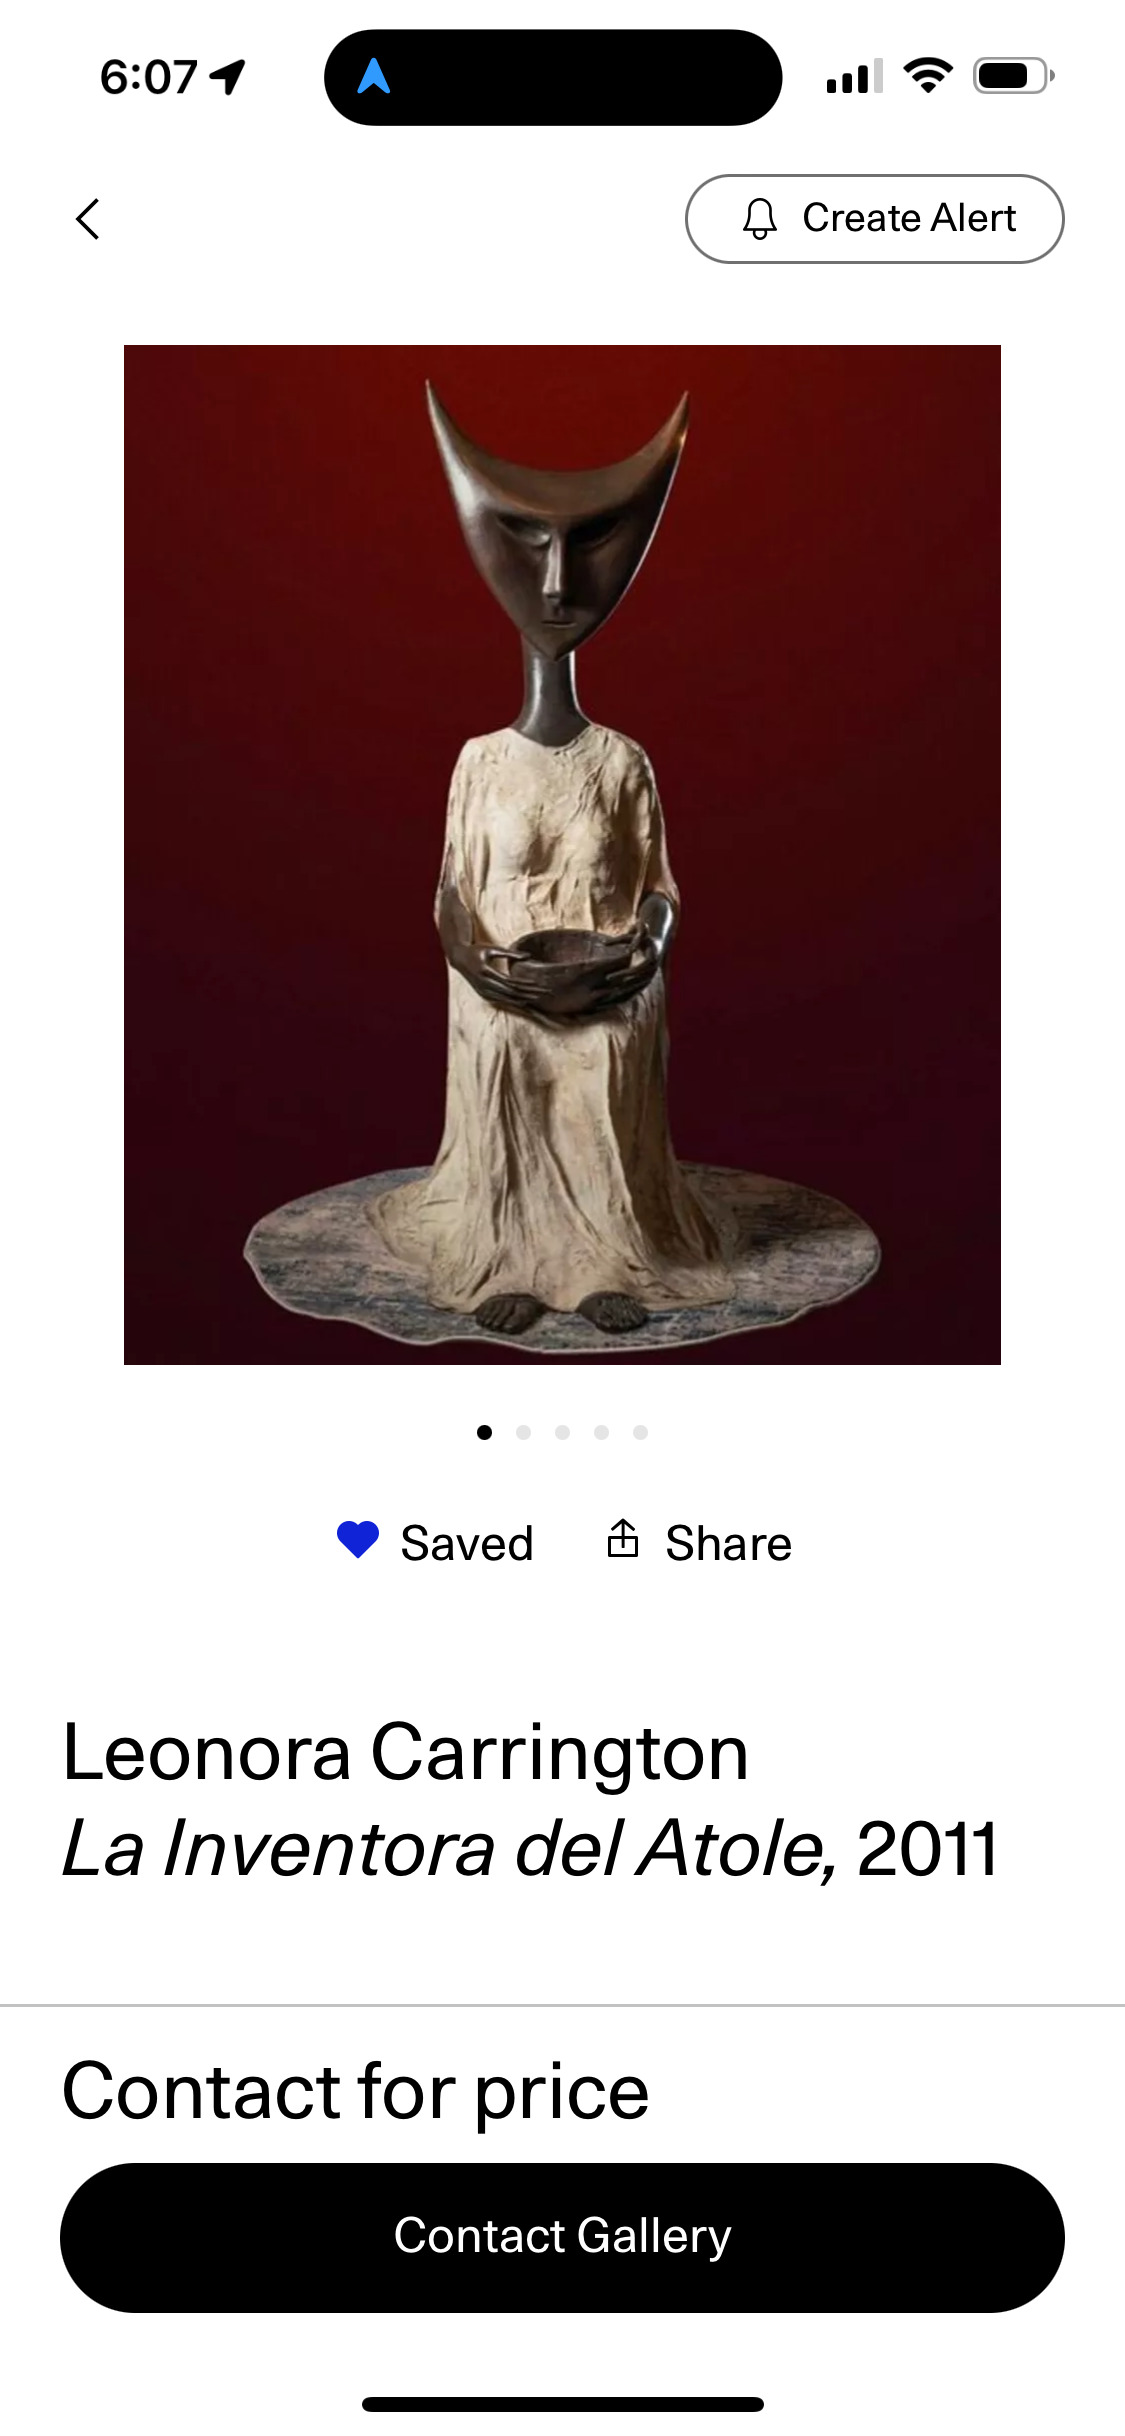 6:07
Create Alert
Saved
Share
Leonora Carrington
La Inventora del Atole, 2011
Contact for price
Contact Gallery